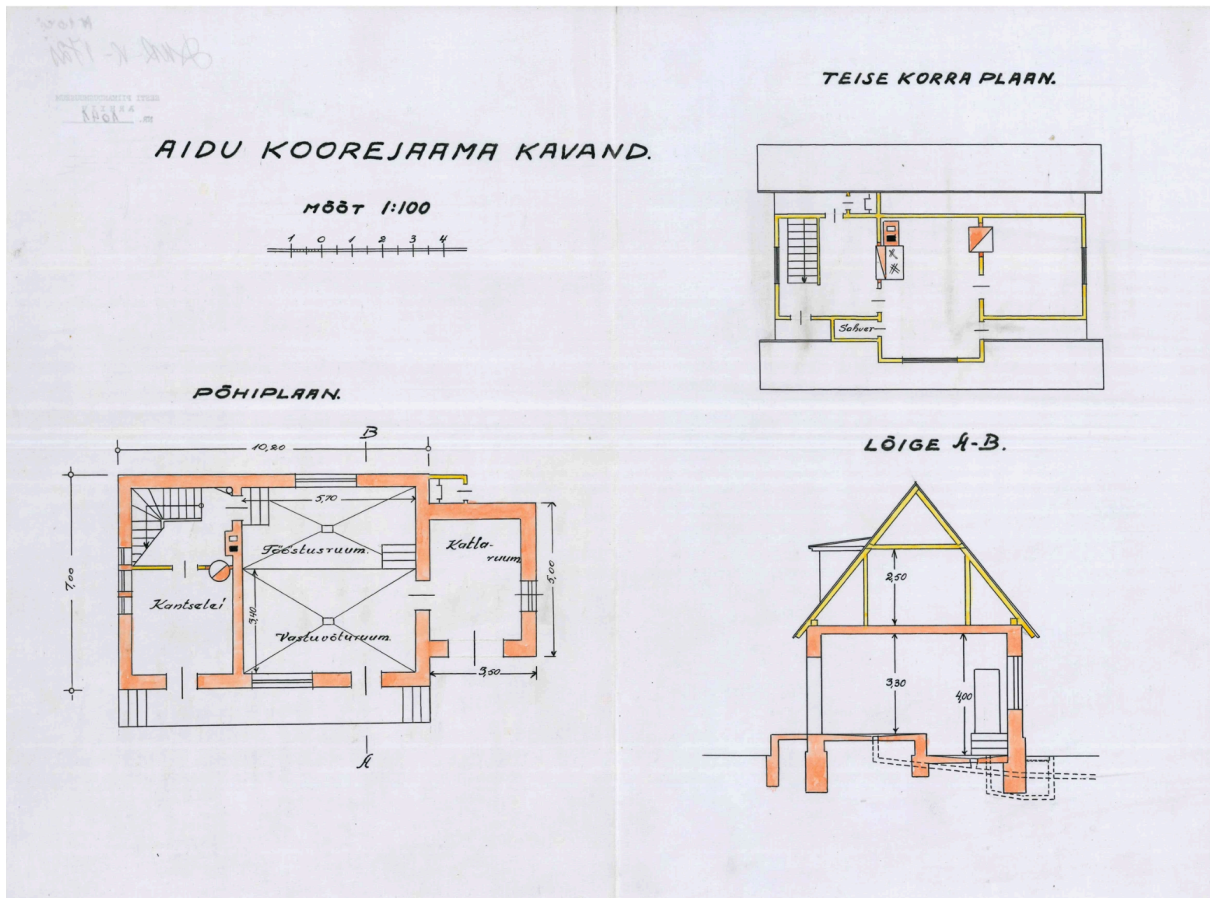 TEISE KORRA PLAAN.
AIDU KOOREJAAMA KAVAND.
MÕÕT 1:100
1 0 1 2 3 4
Sahver
PÕHIPLAAN.
B
10,20
LÕIGE A-B.
5,70
Tööstusruum.
Katla-
ruum
7,00
5,00
2,50
Kantselei
3,40
Vastuvõturuum.
3,50
3,30
4,00
A